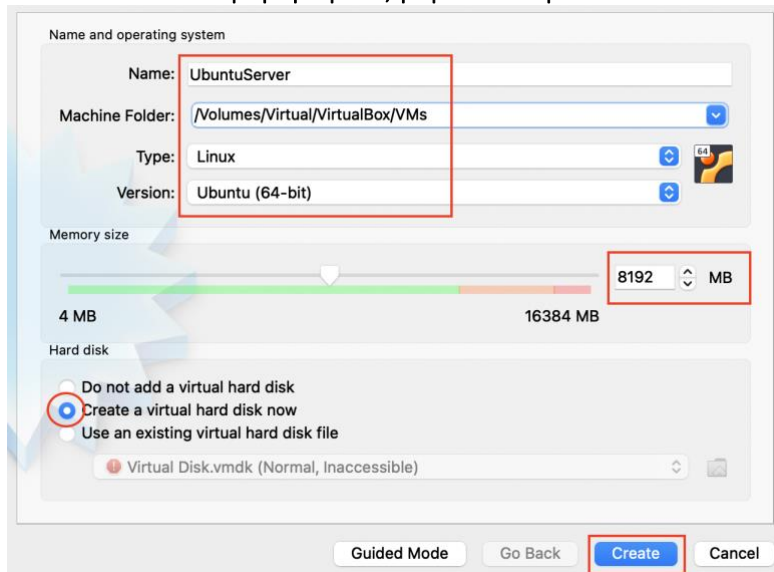 Name and operating system
Name: UbuntuServer
Machine Folder: /Volumes/Virtual/VirtualBox/VMs
Type: Linux
64
Version: Ubuntu (64-bit)
Memory size
8192 MB
4 MB 16384 MB
Hard disk
Do not add a virtual hard disk
Create a virtual hard disk now
Use an existing virtual hard disk file
Virtual Disk.vmdk (Normal, Inaccessible)
Guided Mode Go Back Create Cancel